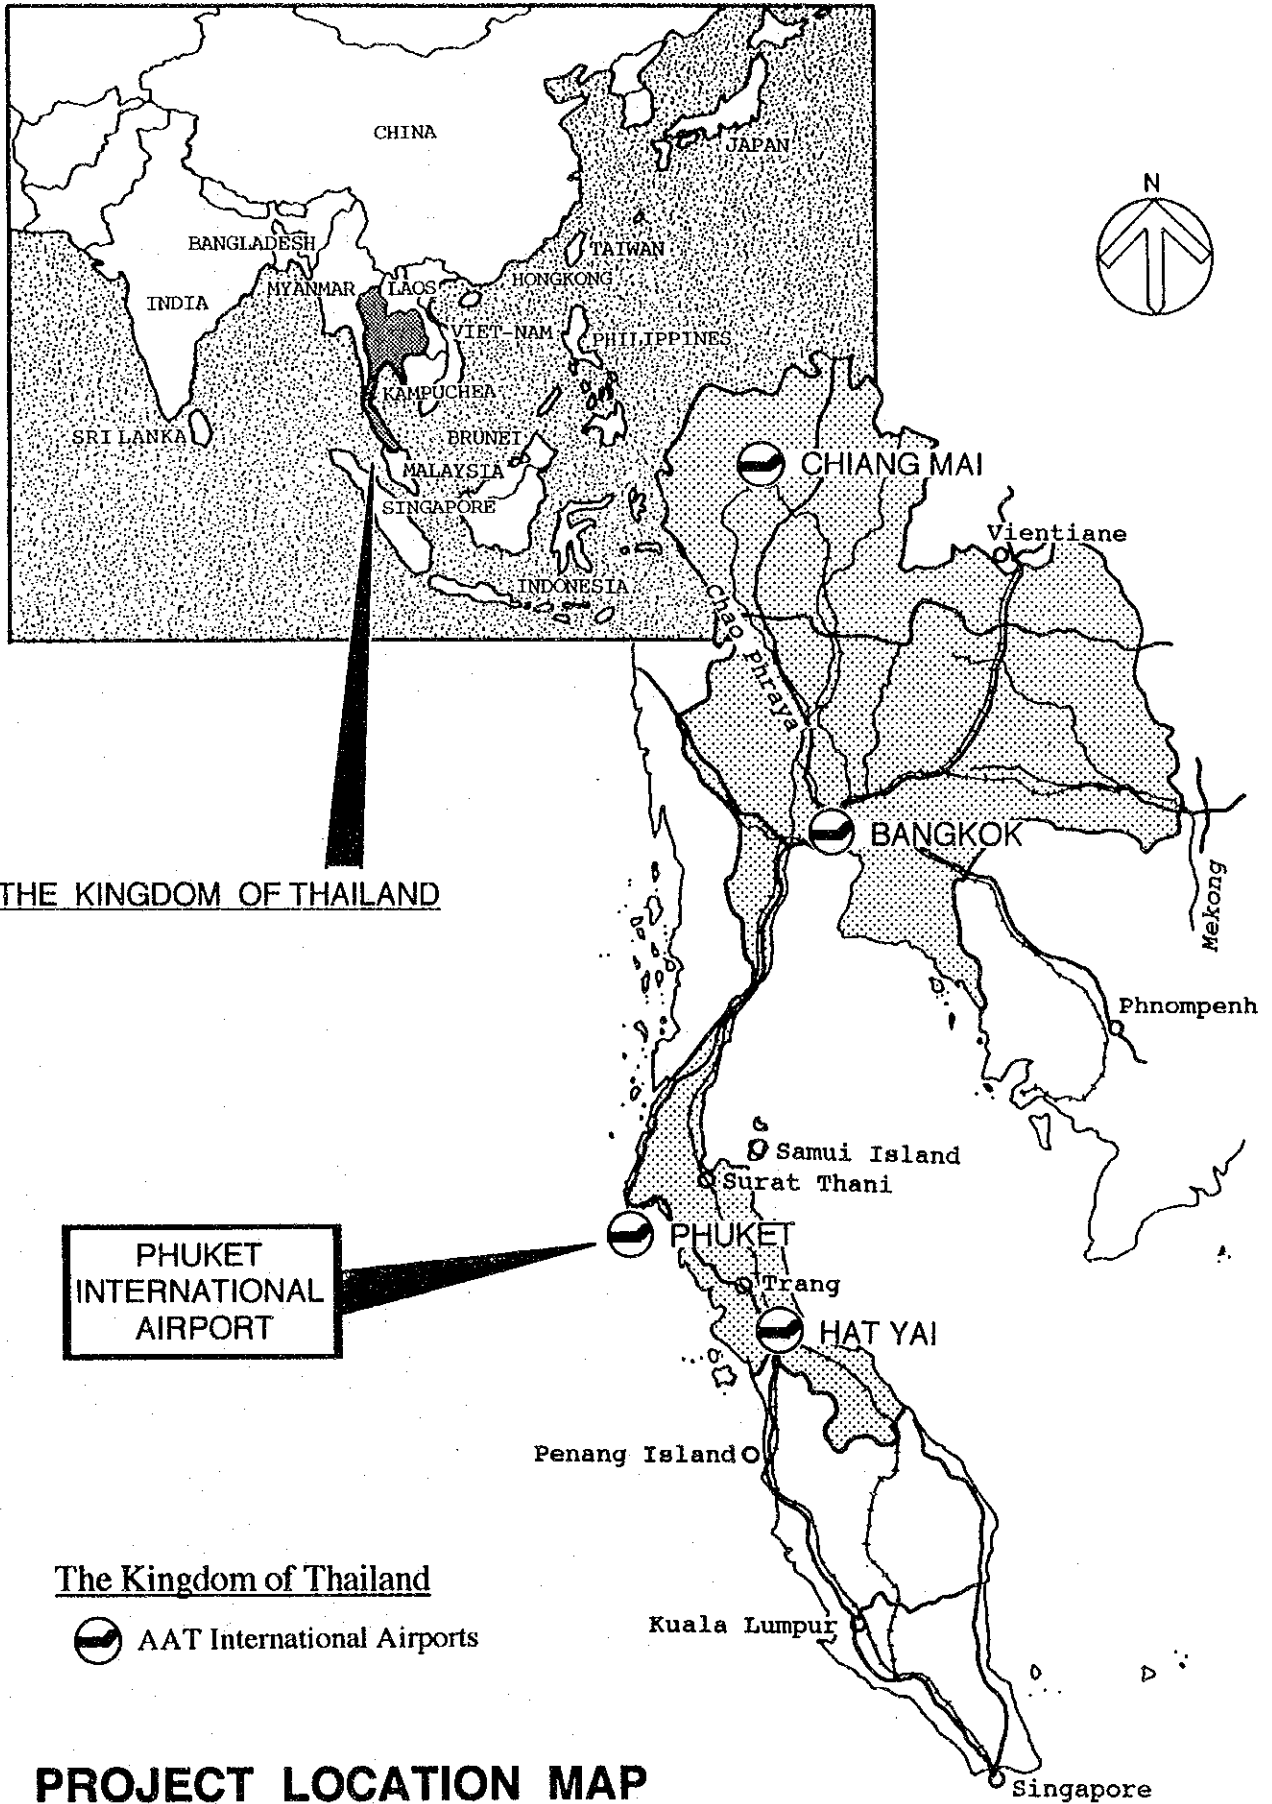 CHINA
JAPAN
BANGLADESH
TAIWAN
HONGKONG
MYANMAR
LAOS
INDIA
VIET-NAM
PHILIPPINES
KAMPUCHEA
SRI LANKA
BRUNEI
MALAYSIA
SINGAPORE
INDONESIA
N
CHIANG MAI
Vientiane
Chao Phraya
BANGKOK
THE KINGDOM OF THAILAND
Mekong
Phnompenh
Samui Island
Surat Thani
PHUKET
PHUKET
INTERNATIONAL
AIRPORT
Trang
HAT YAI
Penang Island
The Kingdom of Thailand
AAT International Airports
Kuala Lumpur
PROJECT LOCATION MAP
Singapore